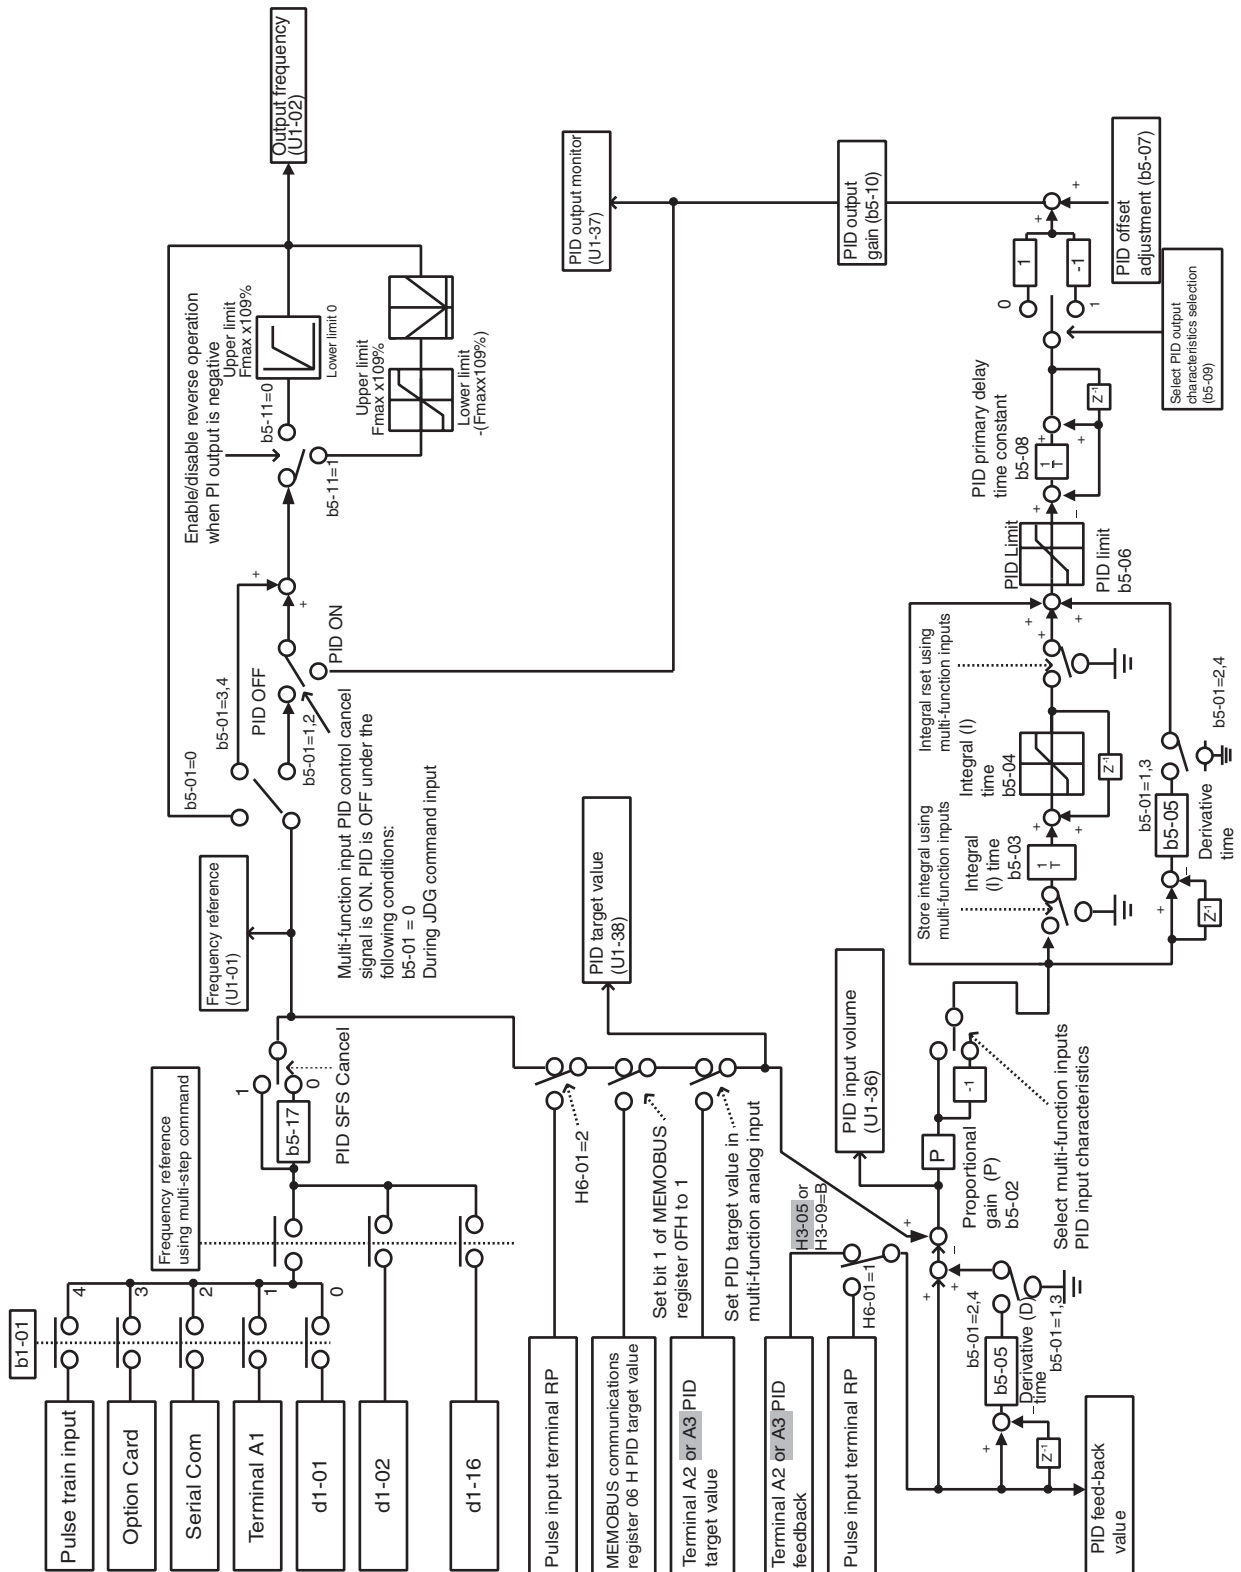 Output frequency
(U1-02)
Enable/disable reverse operation
when PI output is negative
Upper limit
Fmax x109%
Lower limit 0
b5-11=0
b5-11=1
Upper limit
Fmax x109%
Lower limit
-(Fmaxx109%)
b5-01=0
b5-01=3,4
PID OFF
b5-01=1,2
PID ON
+
+
Multi-function input PID control cancel
signal is ON. PID is OFF under the
following conditions:
b5-01 = 0
During JDG command input
Frequency reference
(U1-01)
Frequency reference
using multi-step command
1
0
b5-17
PID SFS Cancel
b1-01
4
3
2
1
0
Pulse train input
Option Card
Serial Com
Terminal A1
d1-01
d1-02
d1-16
PID output monitor
(U1-37)
PID target value
(U1-38)
H6-01=2
Set bit 1 of MEMOBUS
register 0FH to 1
Set PID target value in
multi-function analog input
Pulse input terminal RP
MEMOBUS communications
register 06 H PID target value
Terminal A2 or A3 PID
target value
Terminal A2 or A3 PID
feedback
Pulse input terminal RP
H3-05 or
H3-09=B
H6-01=1
PID input volume
(U1-36)
PID output
gain (b5-10)
PID offset
adjustment (b5-07)
Select PID output
characteristics selection
(b5-09)
0
1
1
-1
+
+
PID primary delay
time constant
b5-08
1
T
Z-1
+
+
+
−
PID Limit
PID limit
b5-06
Integral rset using
multi-function inputs
Integral (I)
time
b5-04
Store integral using
multi-function inputs
Integral
(I) time
b5-03
1
T
Z-1
+
+
+
+
+
b5-01=1,3
b5-01=2,4
b5-05
Derivative
time
Z-1
+
−
P
-1
Proportional
gain (P)
b5-02
Select multi-function inputs
PID input characteristics
+
−
+
+
b5-01=2,4
b5-01=1,3
b5-05
Derivative (D)
time
Z-1
+
−
PID feed-back
value